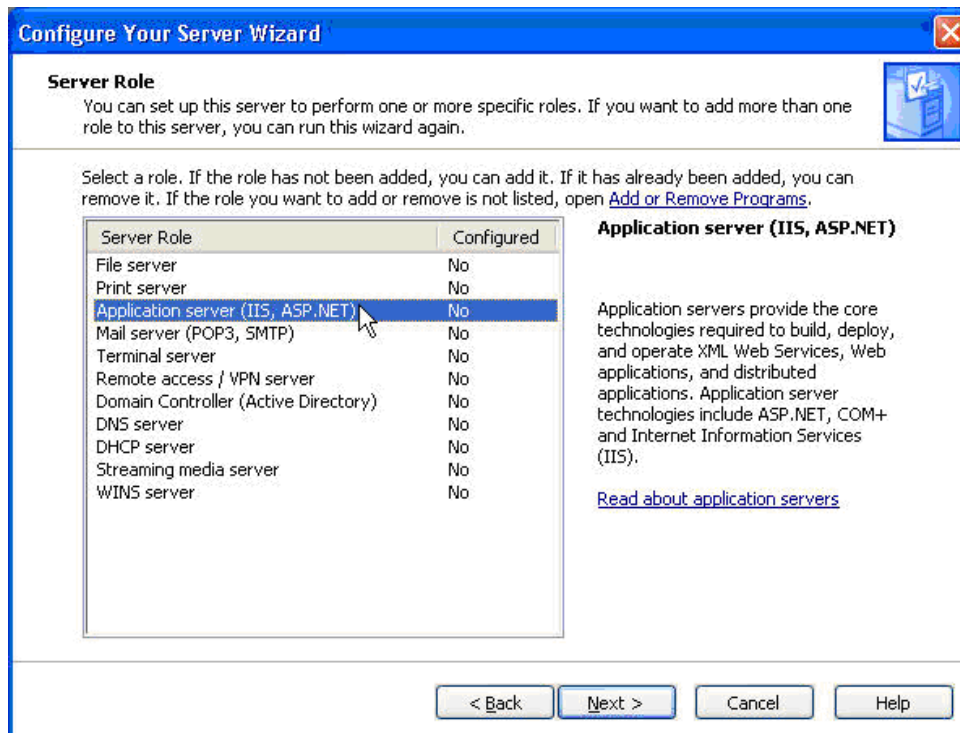 Configure Your Server Wizard
Server Role
You can set up this server to perform one or more specific roles. If you want to add more than one
role to this server, you can run this wizard again.
Select a role. If the role has not been added, you can add it. If it has already been added, you can
remove it. If the role you want to add or remove is not listed, open Add or Remove Programs.
Server Role Configured
File server No
Print server No
Application server (IIS, ASP.NET) No
Mail server (POP3, SMTP) No
Terminal server No
Remote access / VPN server No
Domain Controller (Active Directory) No
DNS server No
DHCP server No
Streaming media server No
WINS server No
Application server (IIS, ASP.NET)
Application servers provide the core
technologies required to build, deploy,
and operate XML Web Services, Web
applications, and distributed
applications. Application server
technologies include ASP.NET, COM+
and Internet Information Services
(IIS).
Read about application servers
< Back Next > Cancel Help